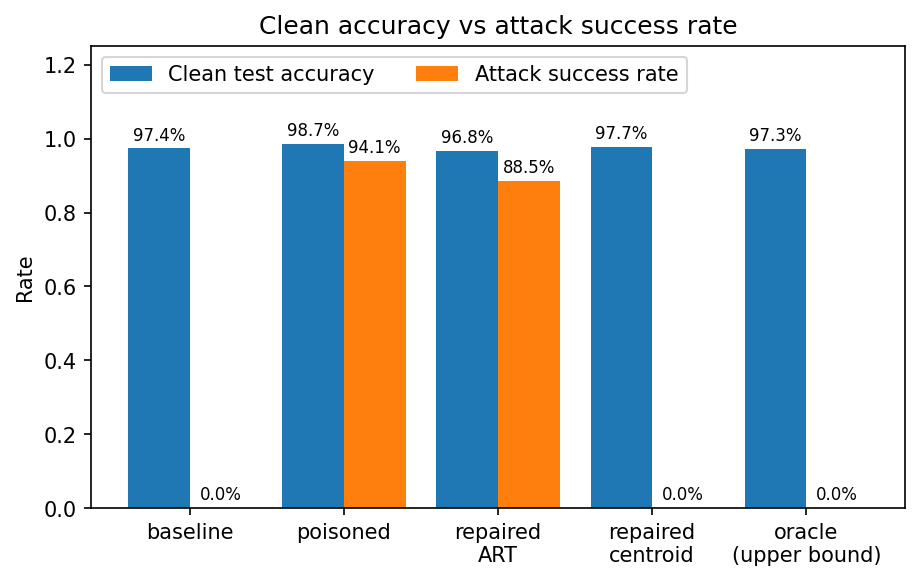 Clean accuracy vs attack success rate
Clean test accuracy
Attack success rate
Rate
1.2
1.0
0.8
0.6
0.4
0.2
0.0
97.4%
0.0%
98.7%
94.1%
96.8%
88.5%
97.7%
0.0%
97.3%
0.0%
baseline
poisoned
repaired
ART
repaired
centroid
oracle
(upper bound)